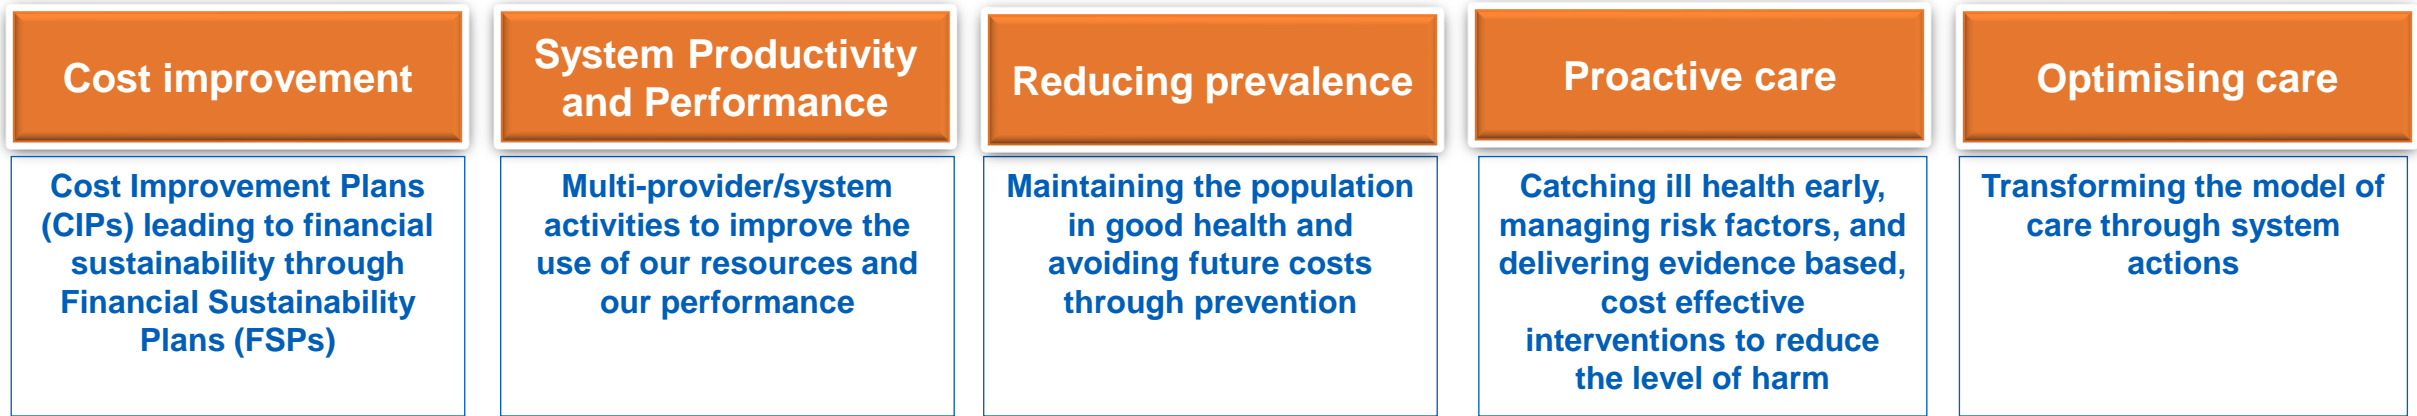 Cost improvement
Cost Improvement Plans
(CIPs) leading to financial
sustainability through
Financial Sustainability
Plans (FSPs)
System Productivity
and Performance
Multi-provider/system
activities to improve the
use of our resources and
our performance
Reducing prevalence
Maintaining the population
in good health and
avoiding future costs
through prevention
Proactive care
Catching ill health early,
managing risk factors, and
delivering evidence based,
cost effective
interventions to reduce
the level of harm
Optimising care
Transforming the model of
care through system
actions